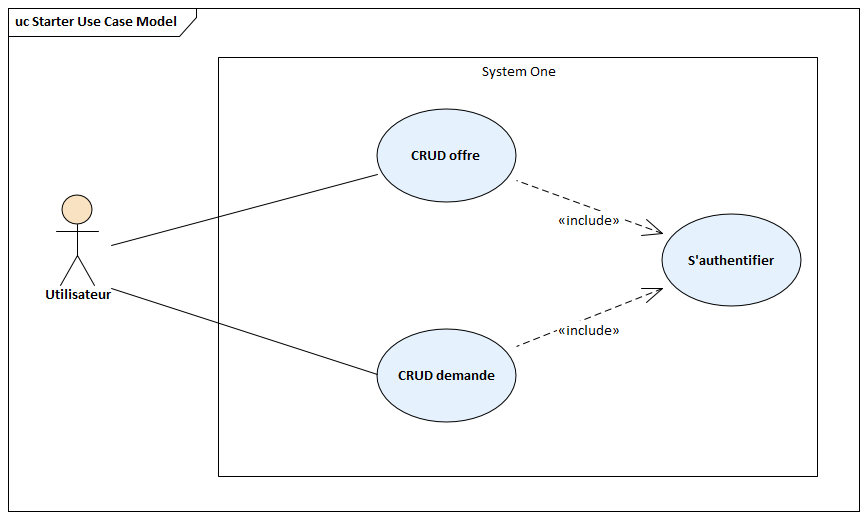 uc Starter Use Case Model
System One
CRUD offre
«include»
S'authentifier
Utilisateur
«include»
CRUD demande